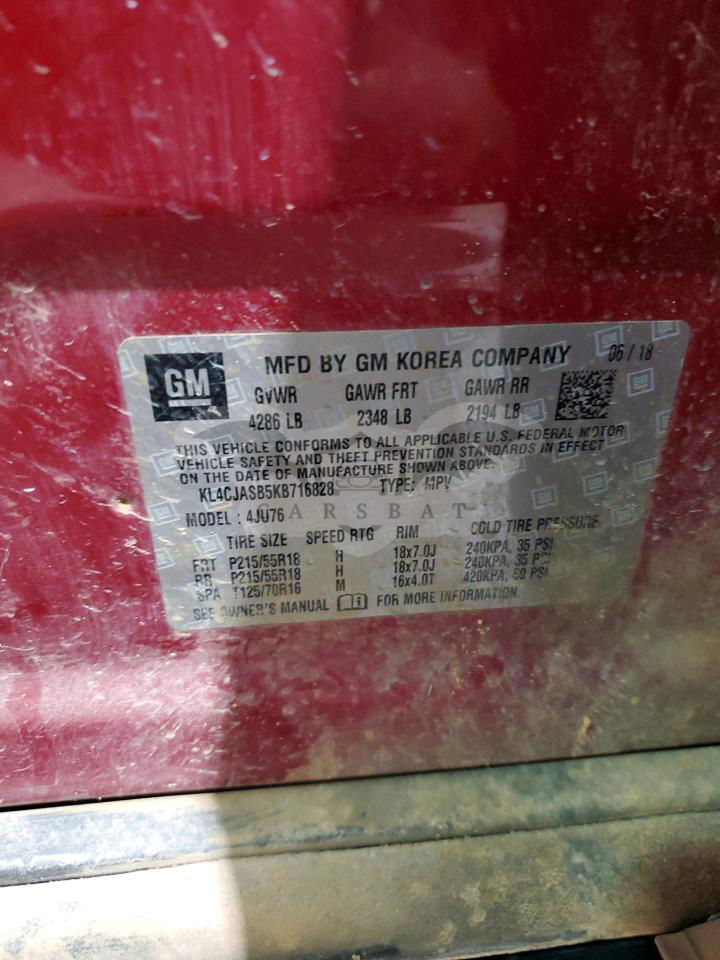 GM
MFD BY GM KOREA COMPANY 06 / 18
GVWR GAWR FRT GAWR RR
4286 LB 2348 LB 2194 LB
THIS VEHICLE CONFORMS TO ALL APPLICABLE U.S. FEDERAL MOTOR
VEHICLE SAFETY AND THEFT PREVENTION STANDARDS IN EFFECT
ON THE DATE OF MANUFACTURE SHOWN ABOVE.
KL4CJASB5KB716828 TYPE: MPV
MODEL : 4JU76
ARSBAT
TIRE SIZE SPEED RTG RIM COLD TIRE PRESSURE
FRT P215/55R18 H 18x7.0J 240KPA, 35 PSI
RR P215/55R18 H 18x7.0J 240KPA, 35 PSI
SPA T125/70R16 M 16x4.0T 420KPA, 60 PSI
SEE OWNER'S MANUAL FOR MORE INFORMATION.